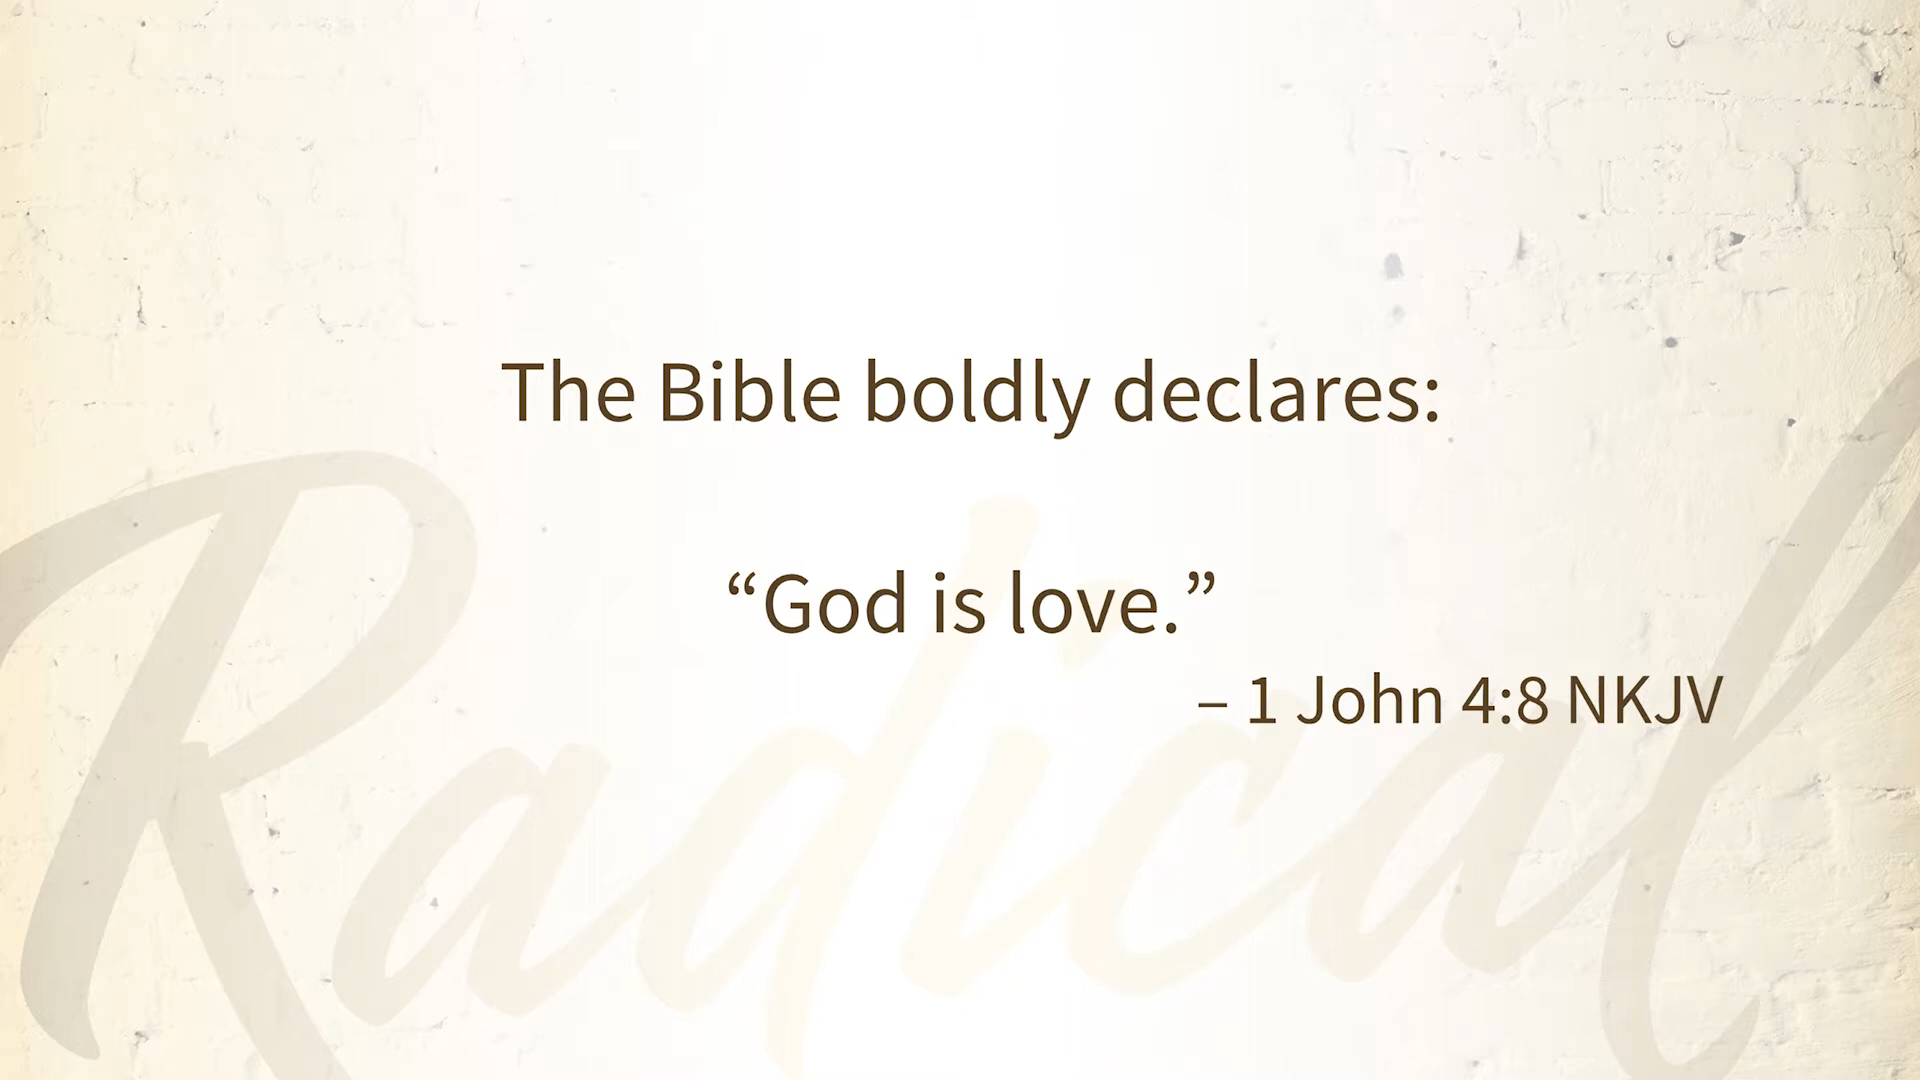 The Bible boldly declares:
“God is love.”
– 1 John 4:8 NKJV
Radical